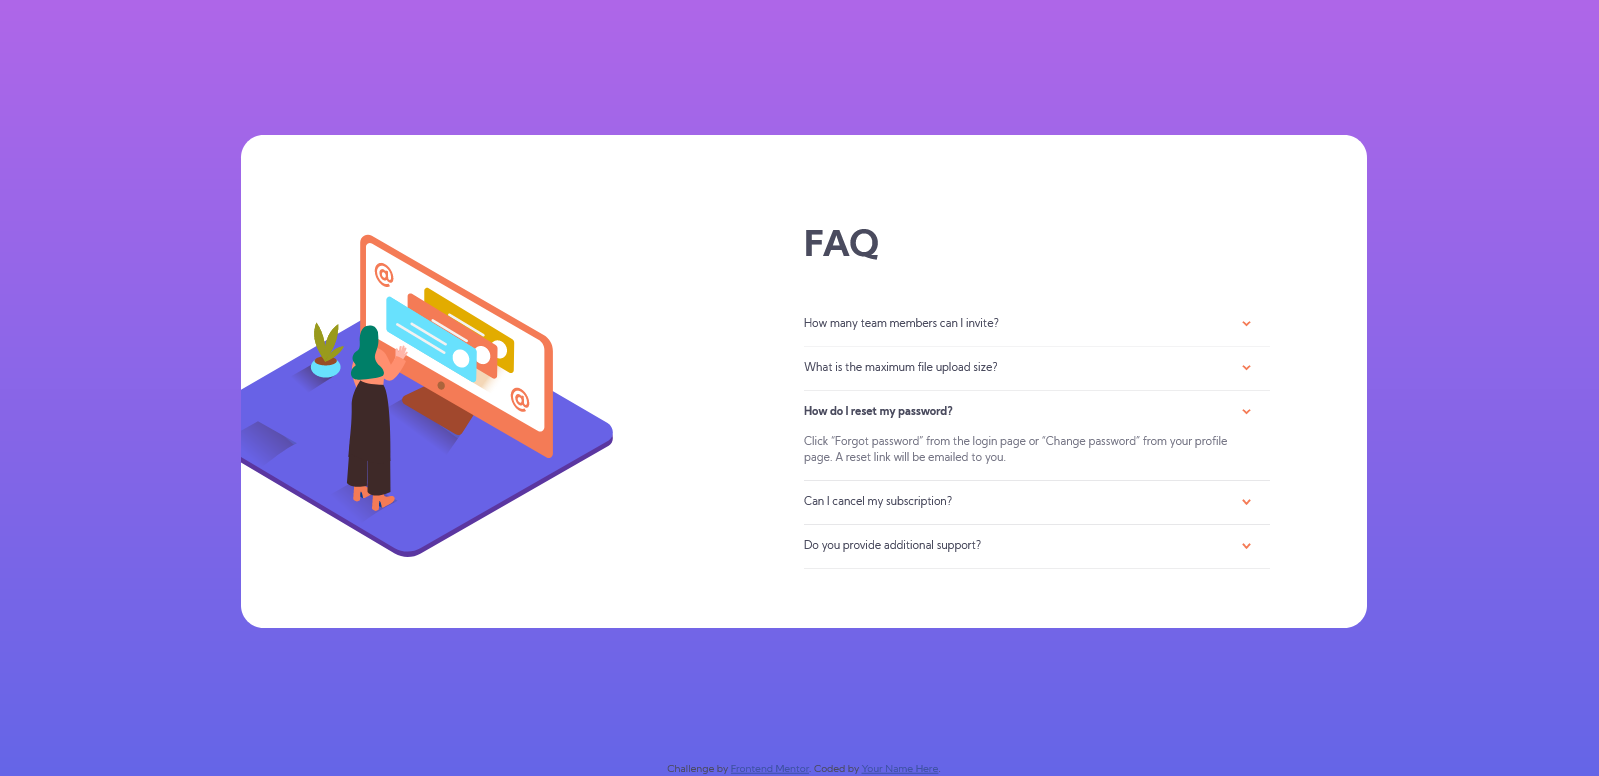 FAQ
How many team members can I invite?
What is the maximum file upload size?
How do I reset my password?
Click “Forgot password” from the login page or “Change password” from your profile
page. A reset link will be emailed to you.
Can I cancel my subscription?
Do you provide additional support?
@
@
Challenge by Frontend Mentor. Coded by Your Name Here.